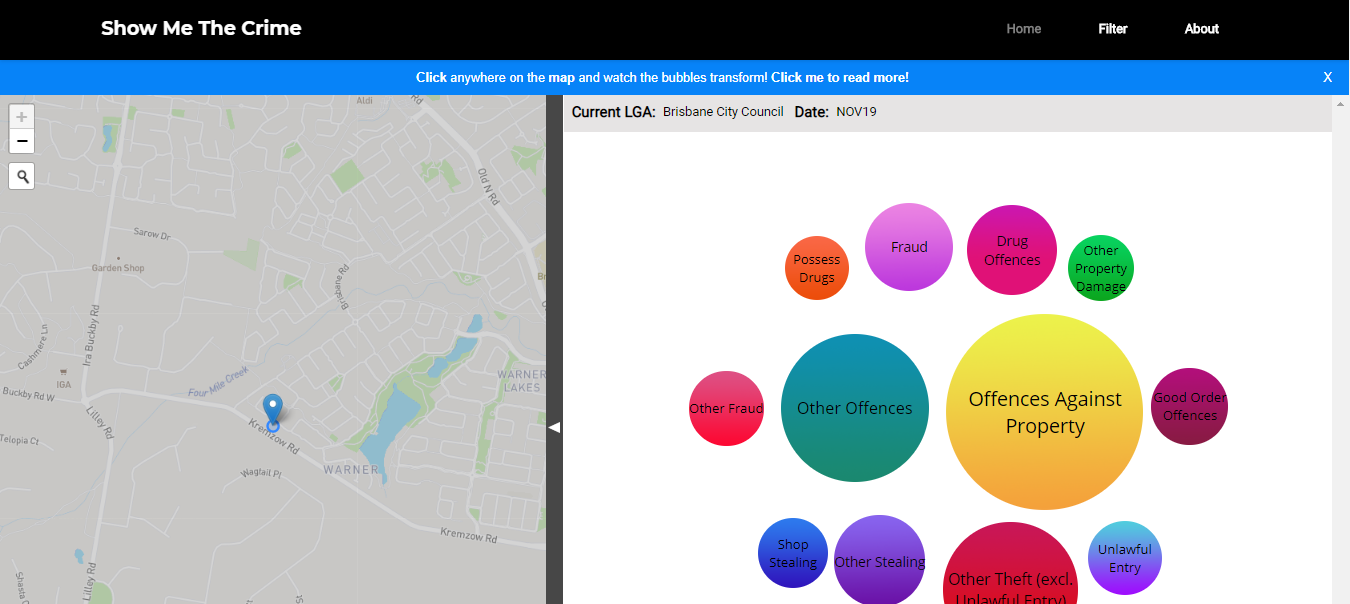 Show Me The Crime
Home
Filter
About
Click anywhere on the map and watch the bubbles transform! Click me to read more!
X
Current LGA: Brisbane City Council Date: NOV19
+
−
Aldi
Rd
Old N Rd
Sarow Dr
Garden Shop
Brisbane Rd
Ira Buckby Rd
Cashmere Ln
IGA
Buckby Rd W
Four Mile Creek
WARNER
LAKES
Lilley Rd
Telopia Ct
Kremzow Rd
WARNER
Wagtail Pl
Kremzow Rd
Lilley Rd
Shasta
Possess
Drugs
Fraud
Drug
Offences
Other
Property
Damage
Other Fraud
Other Offences
Offences Against
Property
Good Order
Offences
Shop
Stealing
Other Stealing
Other Theft (excl.
Unlawful Entry)
Unlawful
Entry